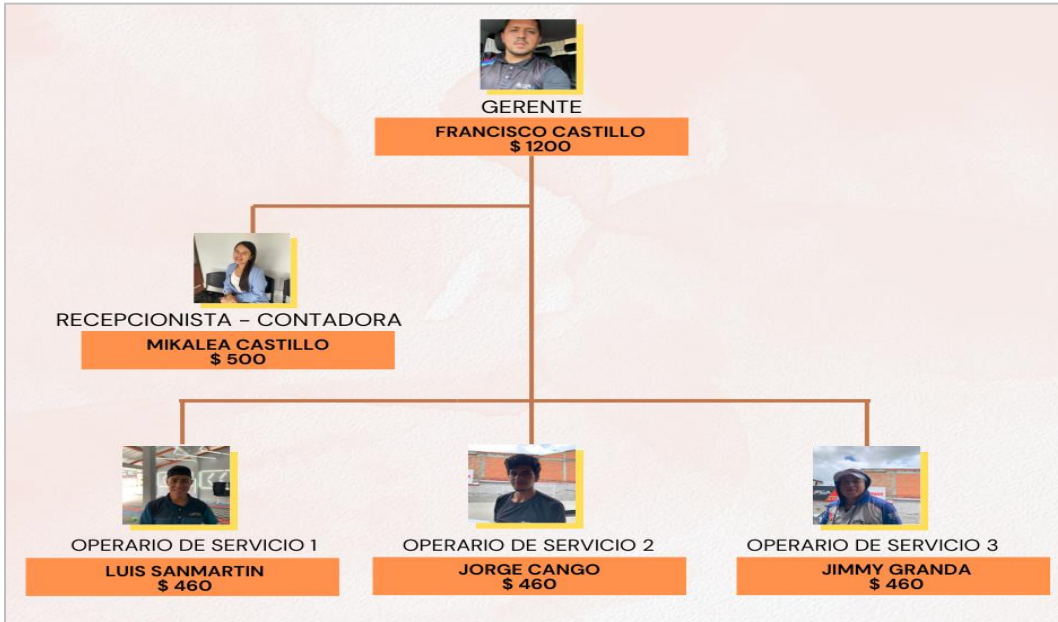 GERENTE
FRANCISCO CASTILLO
$ 1200
RECEPCIONISTA - CONTADORA
MIKALEA CASTILLO
$ 500
OPERARIO DE SERVICIO 1
LUIS SANMARTIN
$ 460
OPERARIO DE SERVICIO 2
JORGE CANGO
$ 460
OPERARIO DE SERVICIO 3
JIMMY GRANDA
$ 460